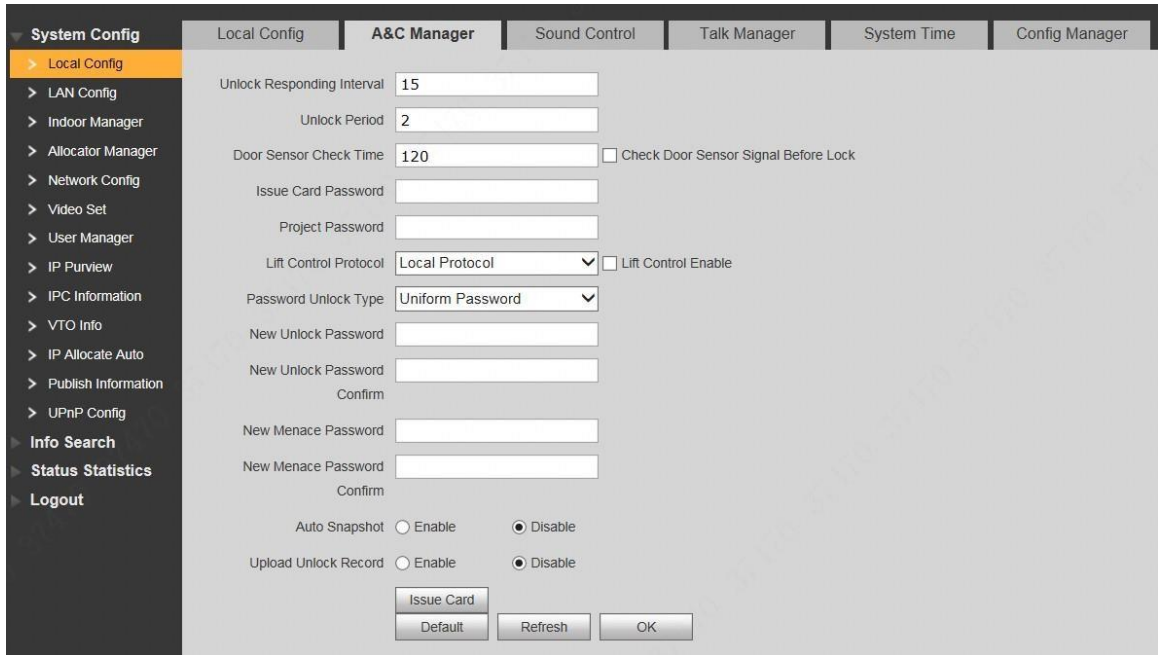 System Config
Local Config
LAN Config
Indoor Manager
Allocator Manager
Network Config
Video Set
User Manager
IP Purview
IPC Information
VTO Info
IP Allocate Auto
Publish Information
UPnP Config
Info Search
Status Statistics
Logout
Local Config A&C Manager Sound Control Talk Manager System Time Config Manager
Unlock Responding Interval 15
Unlock Period 2
Door Sensor Check Time 120 Check Door Sensor Signal Before Lock
Issue Card Password
Project Password
Lift Control Protocol Local Protocol Lift Control Enable
Password Unlock Type Uniform Password
New Unlock Password
New Unlock Password
Confirm
New Menace Password
New Menace Password
Confirm
Auto Snapshot Enable Disable
Upload Unlock Record Enable Disable
Issue Card
Default Refresh OK